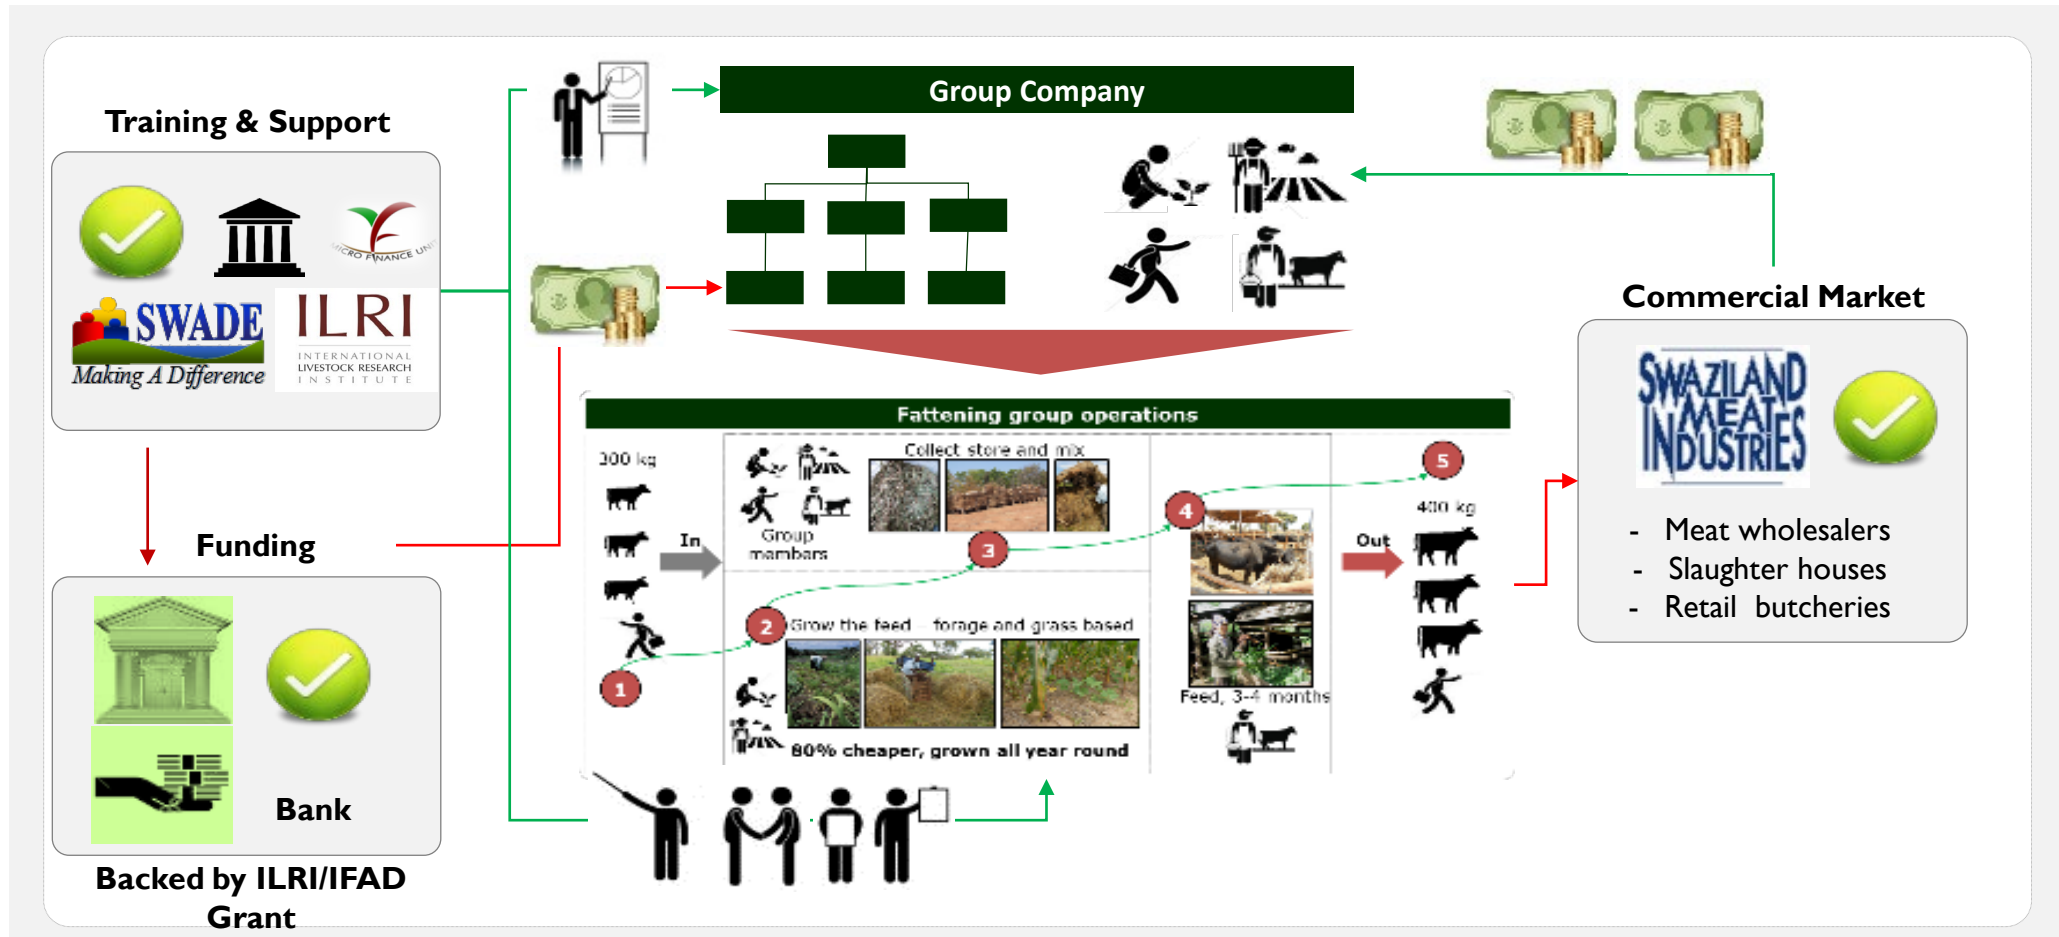 Group Company
Training & Support
MICRO FINANCE UNIT
SWADE
Making A Difference
ILRI
INTERNATIONAL
LIVESTOCK RESEARCH
INSTITUTE
Commercial Market
SWAZILAND
MEAT
INDUSTRIES
- Meat wholesalers
- Slaughter houses
- Retail butcheries
Fattening group operations
300 kg
In
Collect store and mix
Group
members
3
4
5
400 kg
Out
2
Grow the feed – forage and grass based
1
Feed, 3-4 months
80% cheaper, grown all year round
Funding
Bank
Backed by ILRI/IFAD
Grant